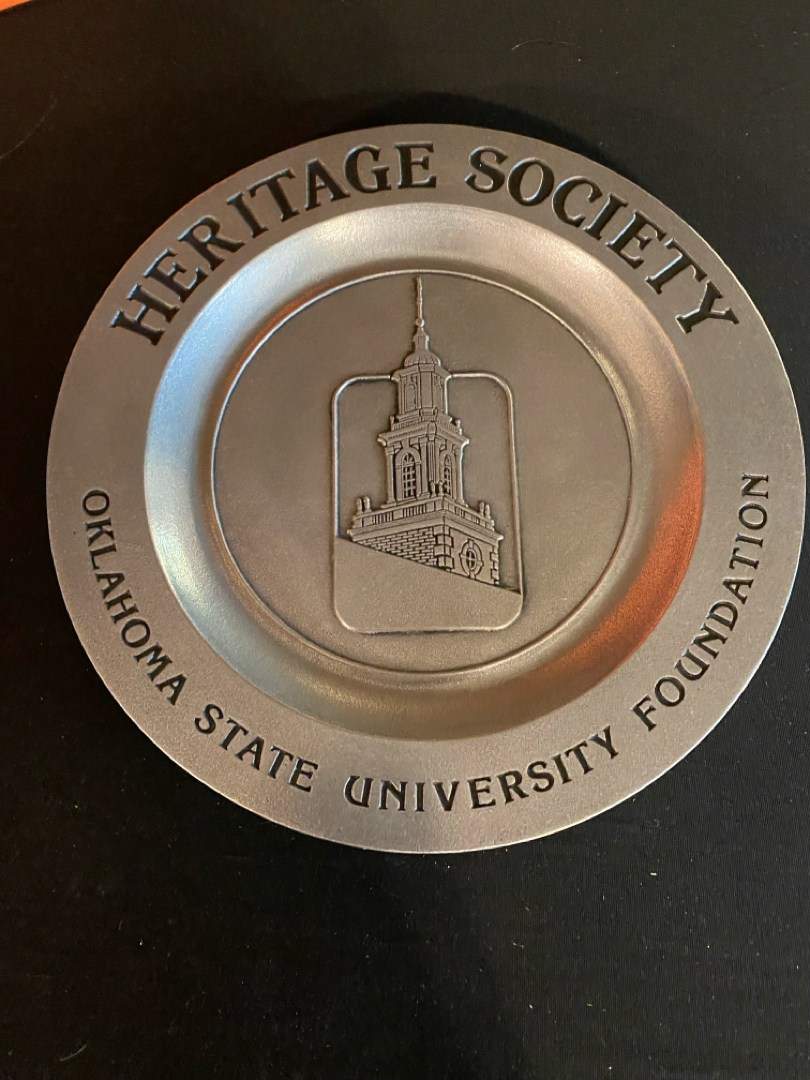 HERITAGE SOCIETY
OKLAHOMA STATE UNIVERSITY FOUNDATION